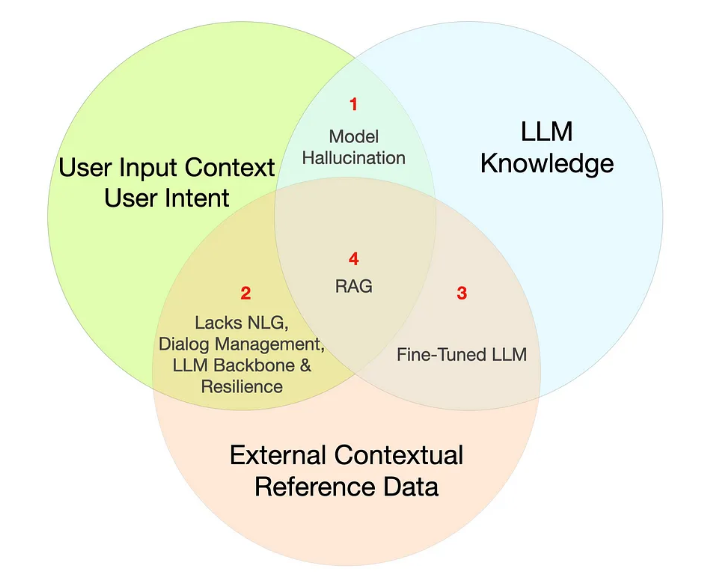 1
Model
Hallucination
LLM
Knowledge
User Input Context
User Intent
4
RAG
2
Lacks NLG,
Dialog Management,
LLM Backbone &
Resilience
3
Fine-Tuned LLM
External Contextual
Reference Data